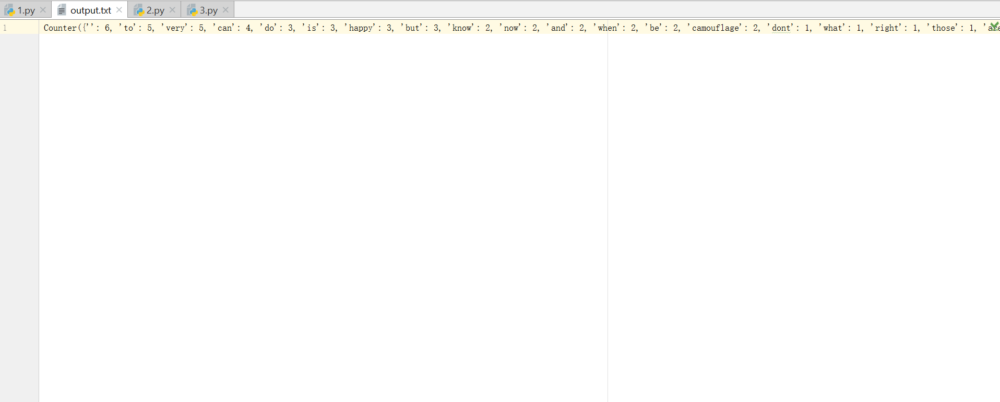 1.py output.txt 2.py 3.py
1 Counter({'': 6, 'to': 5, 'very': 5, 'can': 4, 'do': 3, 'is': 3, 'happy': 3, 'but': 3, 'know': 2, 'now': 2, 'and': 2, 'when': 2, 'be': 2, 'camouflage': 2, 'dont': 1, 'what': 1, 'right': 1, 'those': 1, 'are